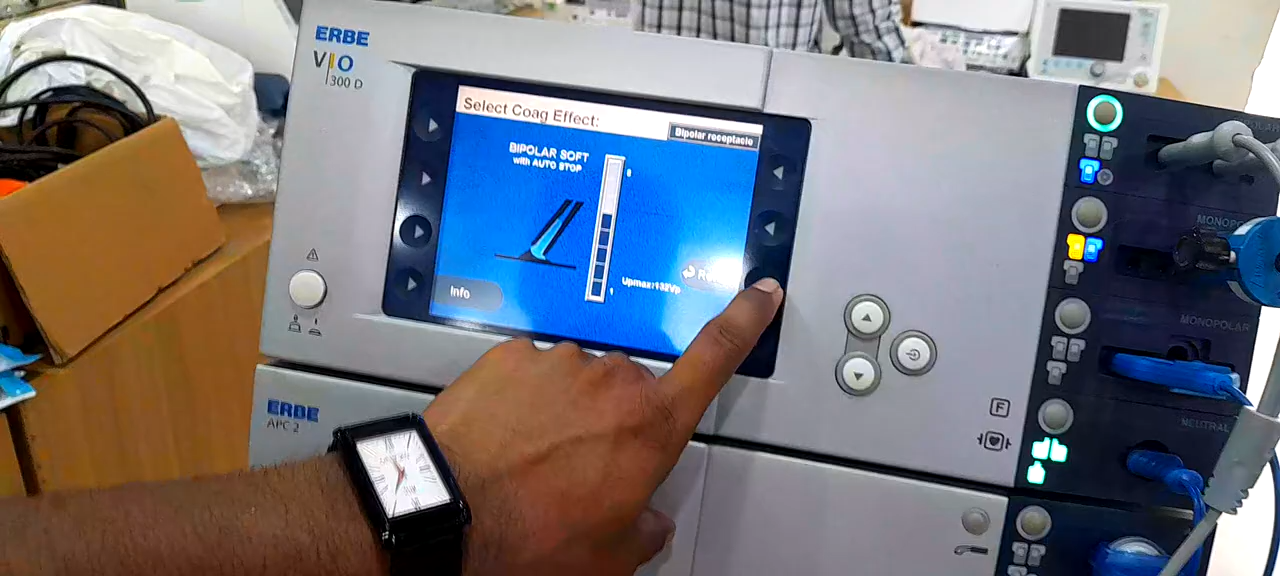 ERBE
VIO
300 D
Select Coag Effect:
Bipolar receptacle
BIPOLAR SOFT
with AUTO STOP
8
1
Upmax:132Vp
Info
ERBE
APC 2
MONOPOLAR
NEUTRAL
F